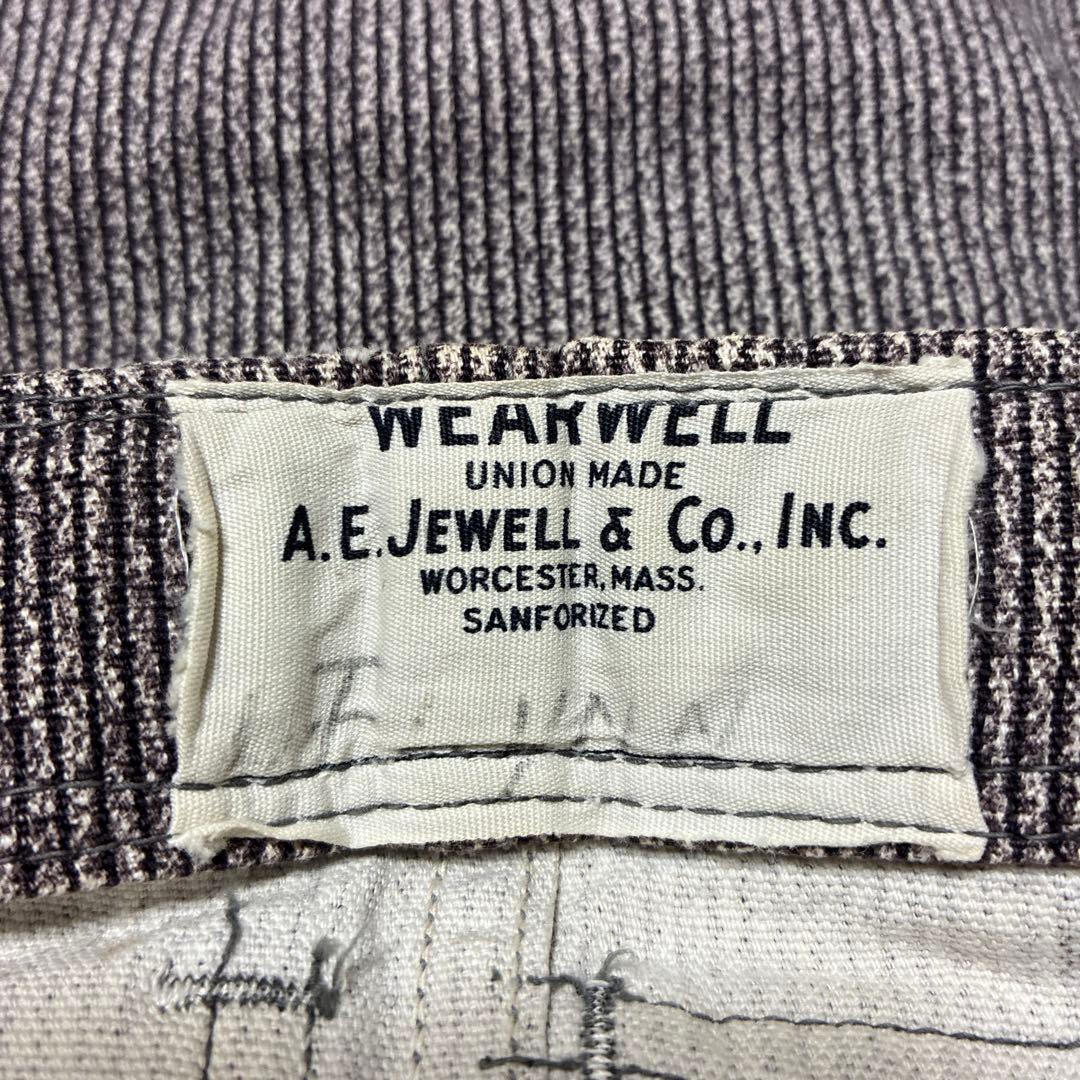 WEARWELL
UNION MADE
A.E. JEWELL & CO., INC.
WORCESTER, MASS.
SANFORIZED